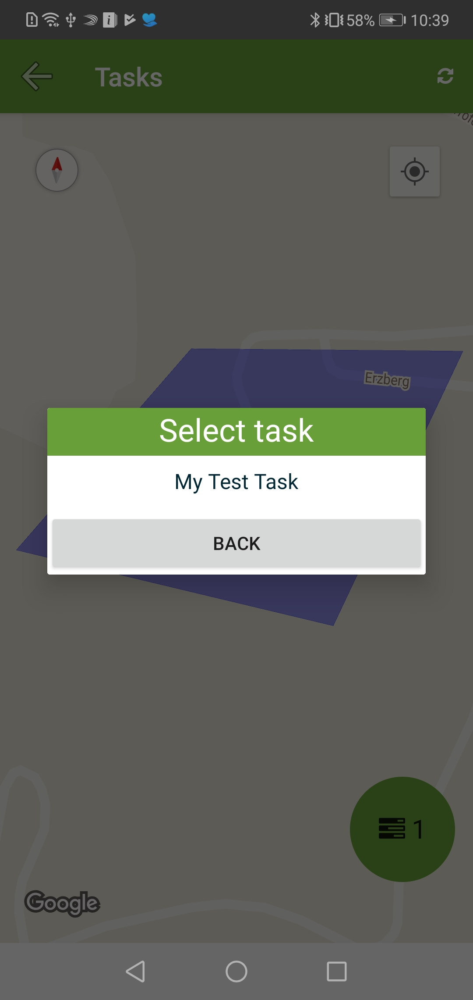 58% 10:39
Tasks
Erzberg
Select task
My Test Task
BACK
1
Google